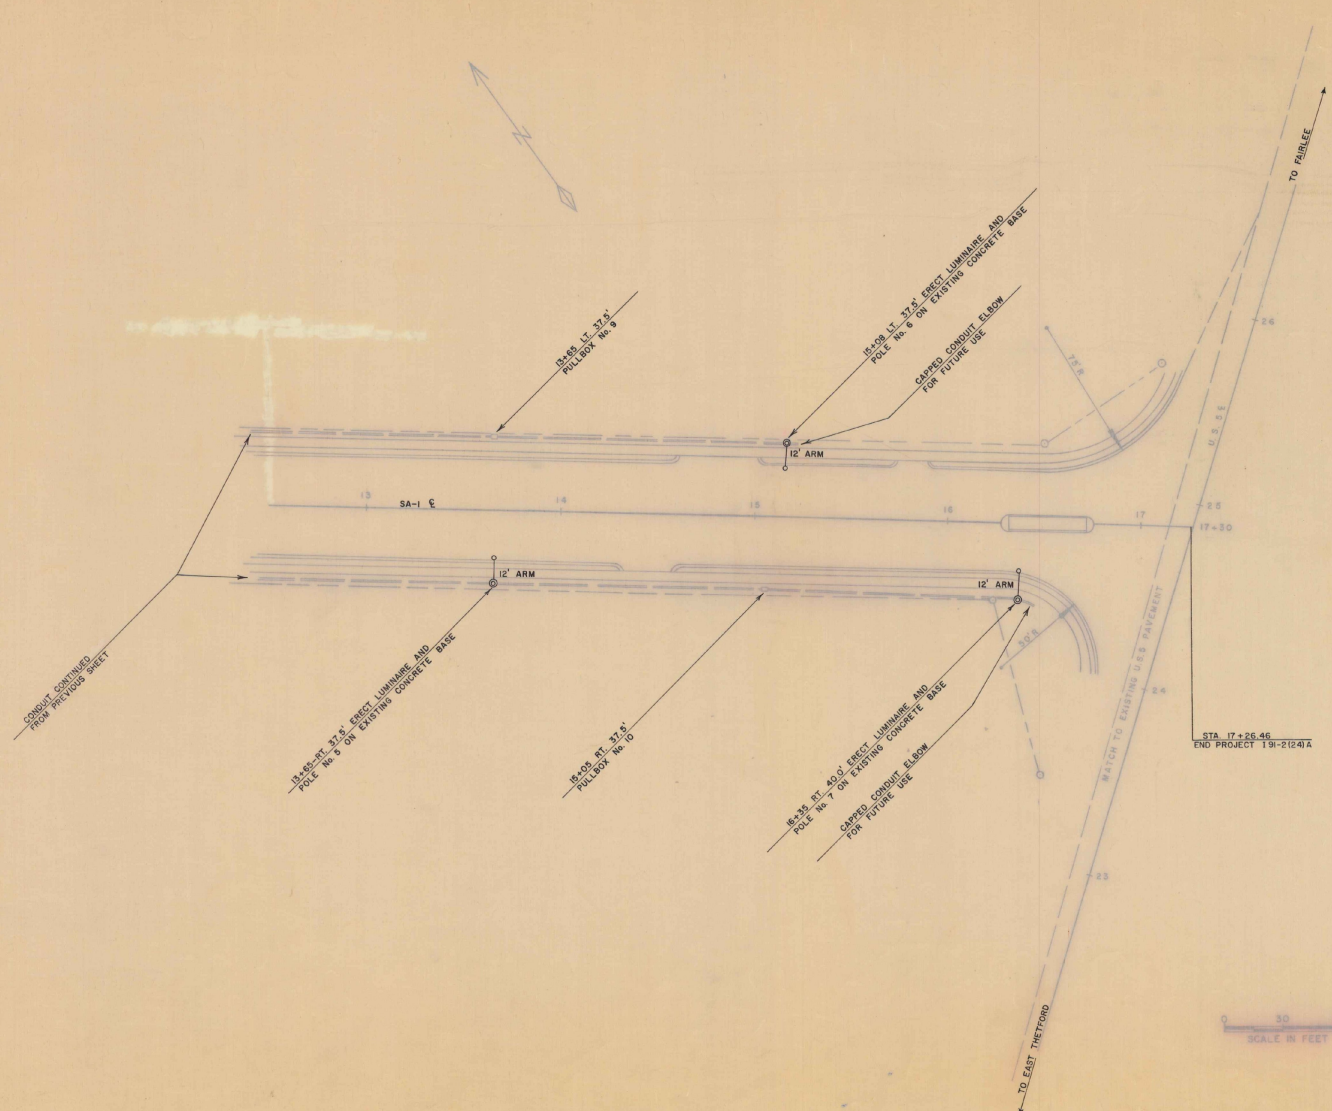 N
TO FAIRLEE
15+08 LT. 37.5' ERECT LUMINAIRE AND
POLE No. 6 ON EXISTING CONCRETE BASE
CAPPED CONDUIT ELBOW
FOR FUTURE USE
13+65 LT. 37.5'
PULLBOX No. 9
75'R
26
U.S. 5
12' ARM
13
SA-1 ℄
14
15
16
17
25
17+30
12' ARM
12' ARM
50'R
CONDUIT CONTINUED
FROM PREVIOUS SHEET
13+65-RT. 37.5' ERECT LUMINAIRE AND
POLE No. 5 ON EXISTING CONCRETE BASE
15+05 RT. 37.5'
PULLBOX No. 10
16+35 RT. 40.0' ERECT LUMINAIRE AND
POLE No. 7 ON EXISTING CONCRETE BASE
CAPPED CONDUIT ELBOW
FOR FUTURE USE
MATCH TO EXISTING U.S.5 PAVEMENT
STA. 17+26.46
END PROJECT I 91-2(24)A
25
TO EAST THETFORD
0 30
SCALE IN FEET